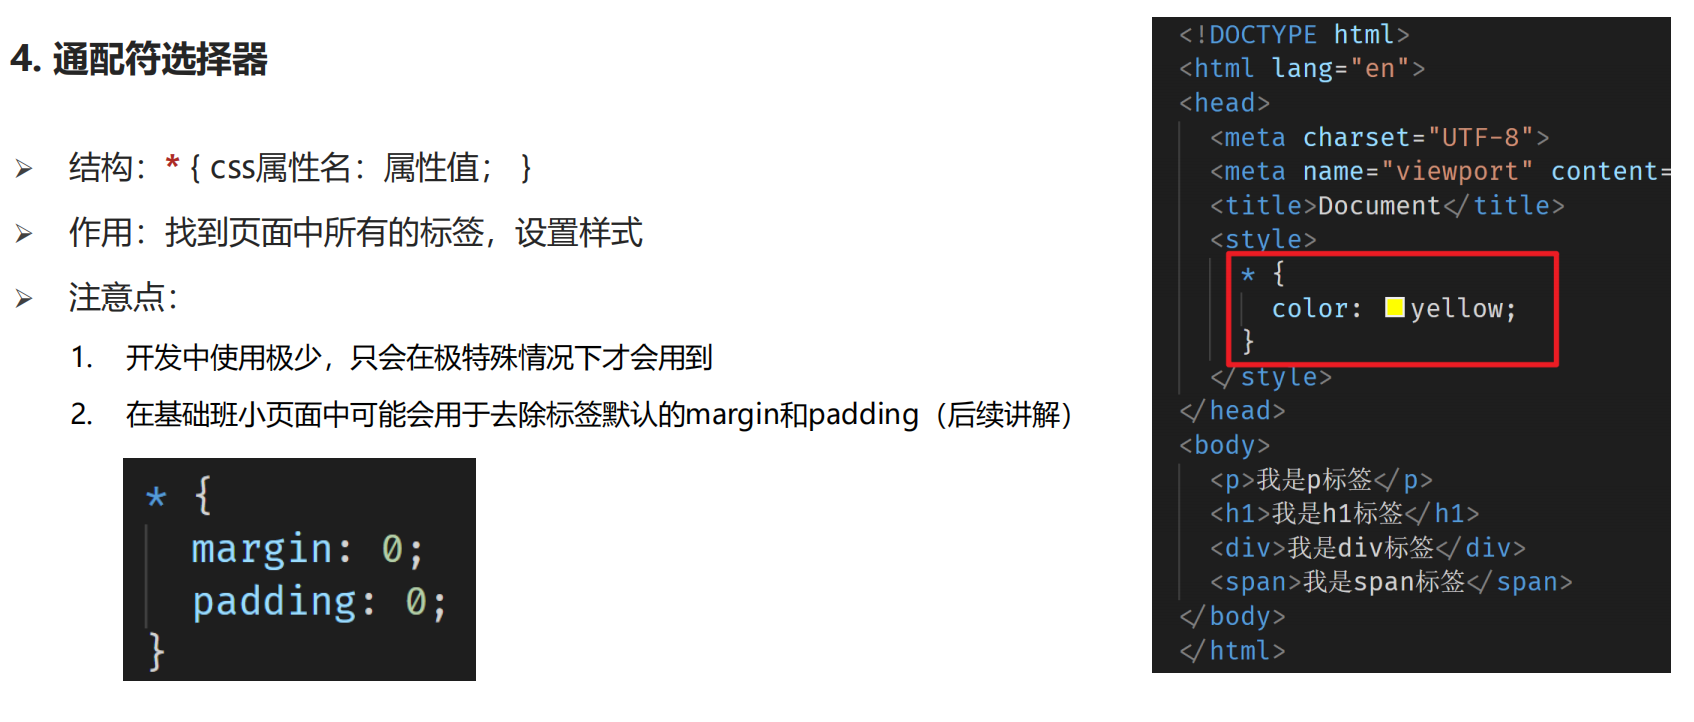 4. 通配符选择器
➢ 结构：* { css属性名：属性值； }
➢ 作用：找到页面中所有的标签，设置样式
➢ 注意点：
1. 开发中使用极少，只会在极特殊情况下才会用到
2. 在基础班小页面中可能会用于去除标签默认的margin和padding（后续讲解）
* {
margin: 0;
padding: 0;
}
<!DOCTYPE html>
<html lang="en">
<head>
<meta charset="UTF-8">
<meta name="viewport" content=
<title>Document</title>
<style>
* {
color: yellow;
}
</style>
</head>
<body>
<p>我是p标签</p>
<h1>我是h1标签</h1>
<div>我是div标签</div>
<span>我是span标签</span>
</body>
</html>